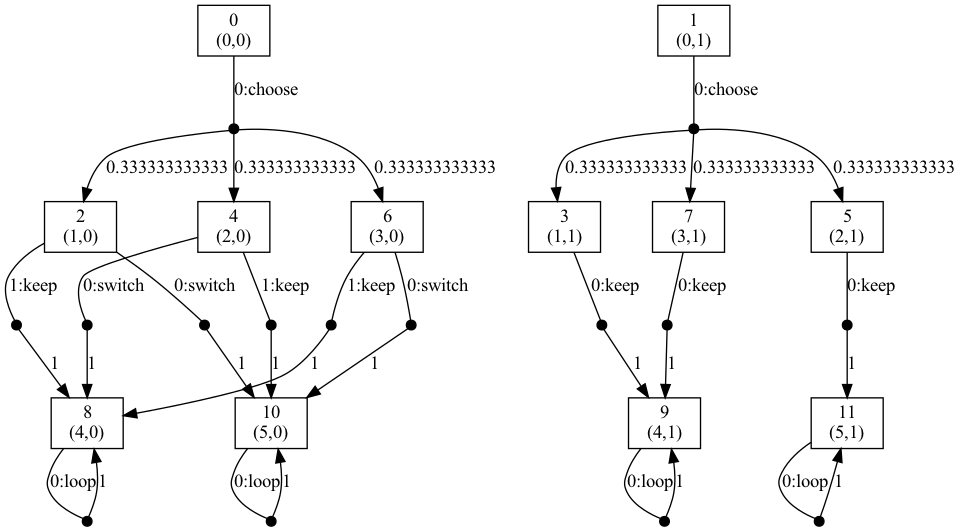 0
(0,0)
1
(0,1)
0:choose
0:choose
0.333333333333
0.333333333333
0.333333333333
0.333333333333
0.333333333333
0.333333333333
2
(1,0)
4
(2,0)
6
(3,0)
3
(1,1)
7
(3,1)
5
(2,1)
1:keep
0:switch
0:switch
1:keep
1:keep
0:switch
0:keep
0:keep
0:keep
1
1
1
1
1
1
1
1
1
8
(4,0)
10
(5,0)
9
(4,1)
11
(5,1)
0:loop
1
0:loop
1
0:loop
1
0:loop
1